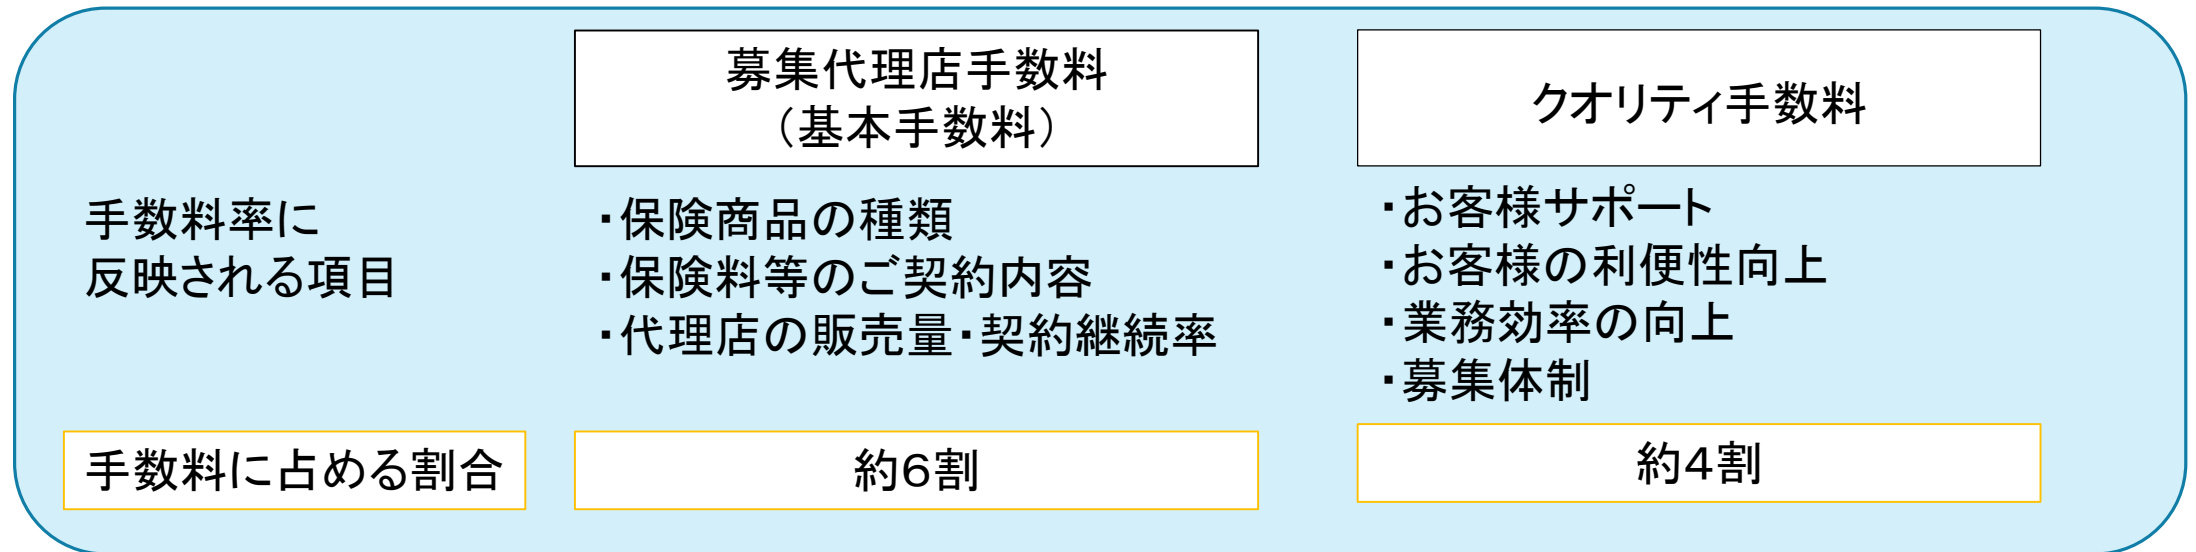 募集代理店手数料
（基本手数料）
クオリティ手数料
手数料率に
反映される項目
・保険商品の種類
・保険料等のご契約内容
・代理店の販売量・契約継続率
・お客様サポート
・お客様の利便性向上
・業務効率の向上
・募集体制
手数料に占める割合
約６割
約４割